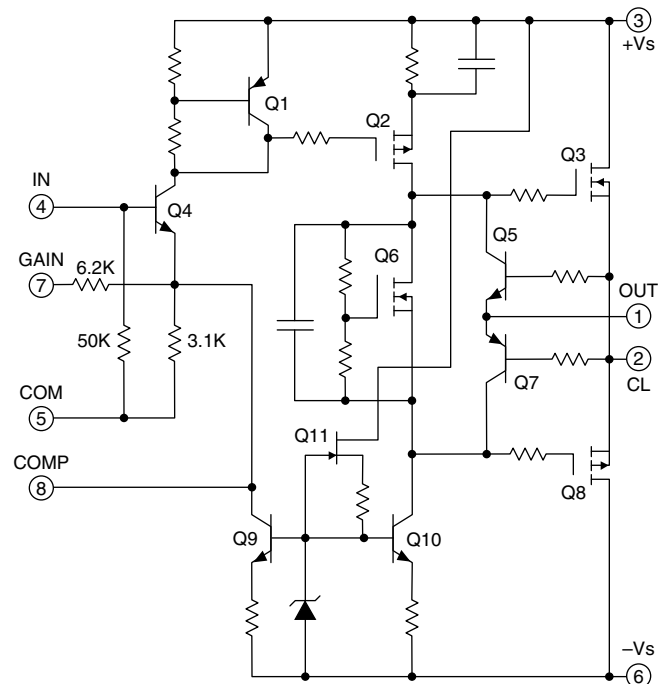 3
+Vs
Q1
Q2
Q3
IN
4
Q4
Q5
GAIN
7
6.2K
Q6
OUT
1
50K
3.1K
2
CL
Q7
COM
5
Q11
COMP
8
Q8
Q9
Q10
–Vs
6